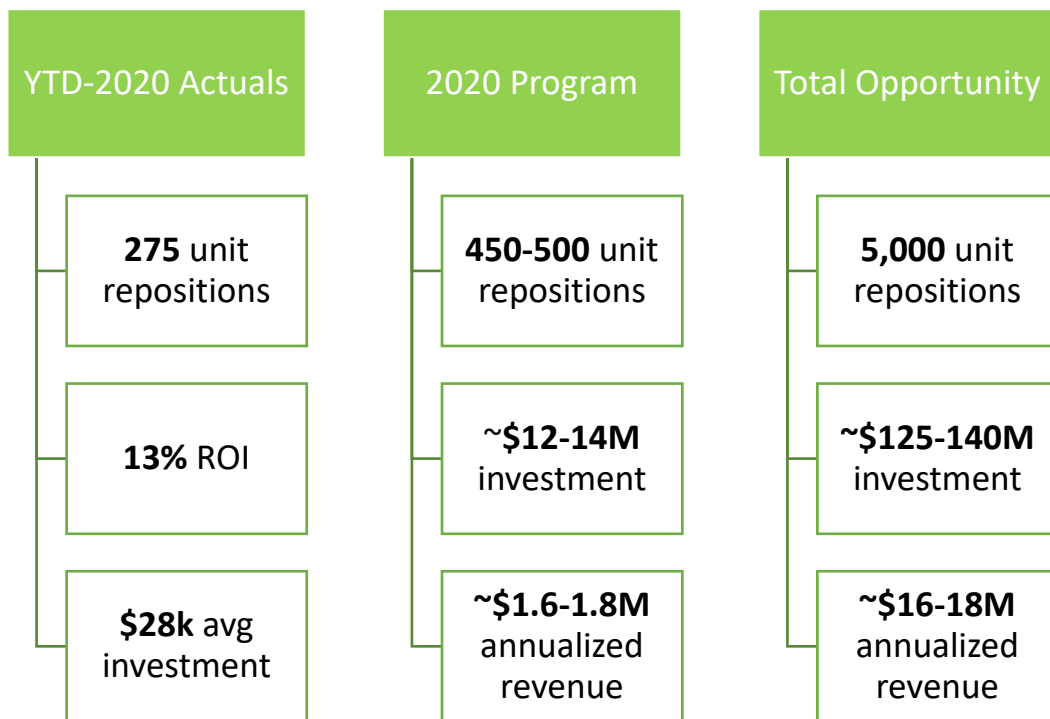 YTD-2020 Actuals
275 unit
repositions
13% ROI
$28k avg
investment
2020 Program
450-500 unit
repositions
~$12-14M
investment
~$1.6-1.8M
annualized
revenue
Total Opportunity
5,000 unit
repositions
~$125-140M
investment
~$16-18M
annualized
revenue